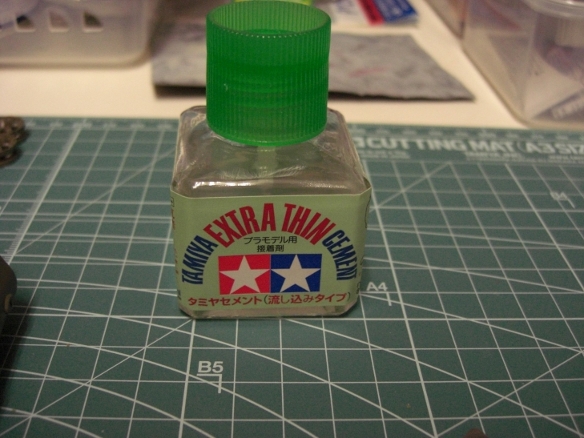 CUTTING MAT (A3 SIZ
TAMIYA EXTRA THIN CEMENT
プラモデル用
接着剤
タミヤセメント(流し込みタイプ)
A4
B5